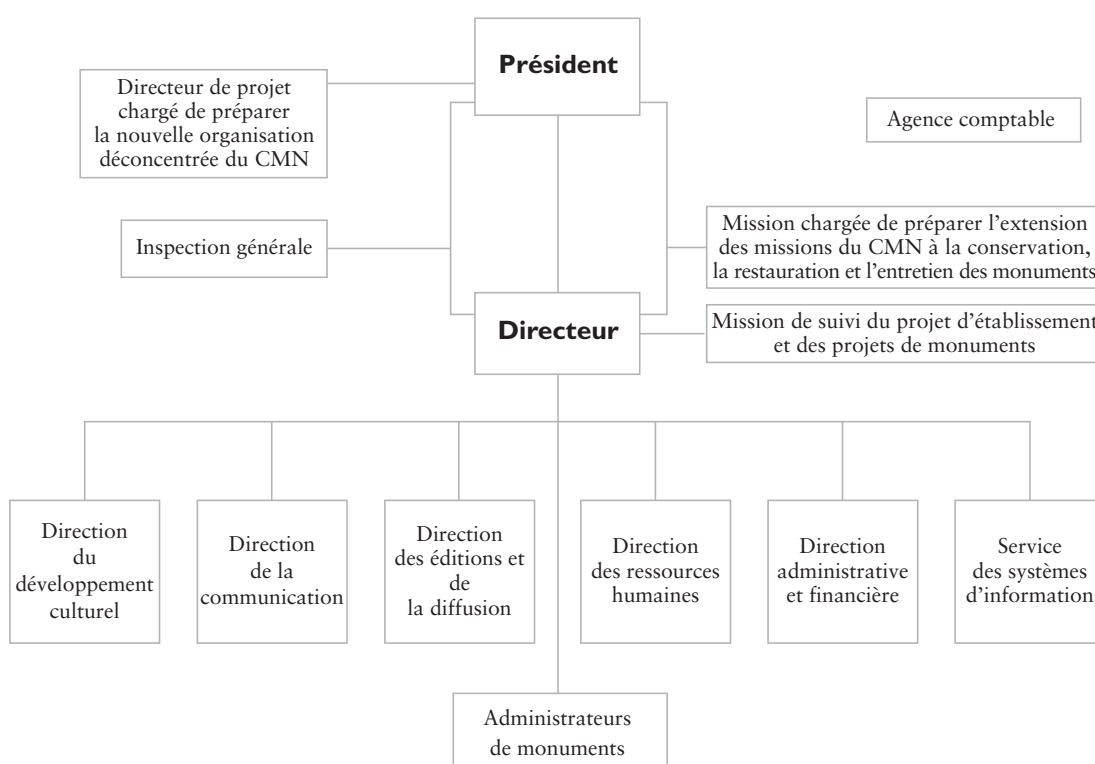 Président
Directeur de projet
chargé de préparer
la nouvelle organisation
déconcentrée du CMN
Agence comptable
Inspection générale
Mission chargée de préparer l’extension
des missions du CMN à la conservation,
la restauration et l’entretien des monuments
Directeur
Mission de suivi du projet d’établissement
et des projets de monuments
Direction
du
développement
culturel
Direction
de la
communication
Direction
des éditions et
de
la diffusion
Direction
des ressources
humaines
Direction
administrative
et financière
Service
des systèmes
d’information
Administrateurs
de monuments